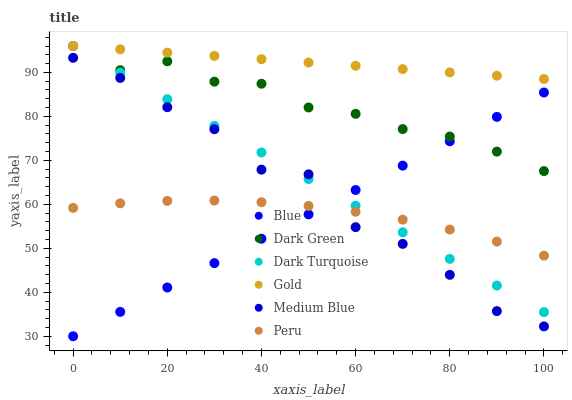 title
yaxis_label
90
80
70
60
50
40
30
Blue
Dark Green
Dark Turquoise
Gold
Medium Blue
Peru
0
20
40
60
80
100
xaxis_label